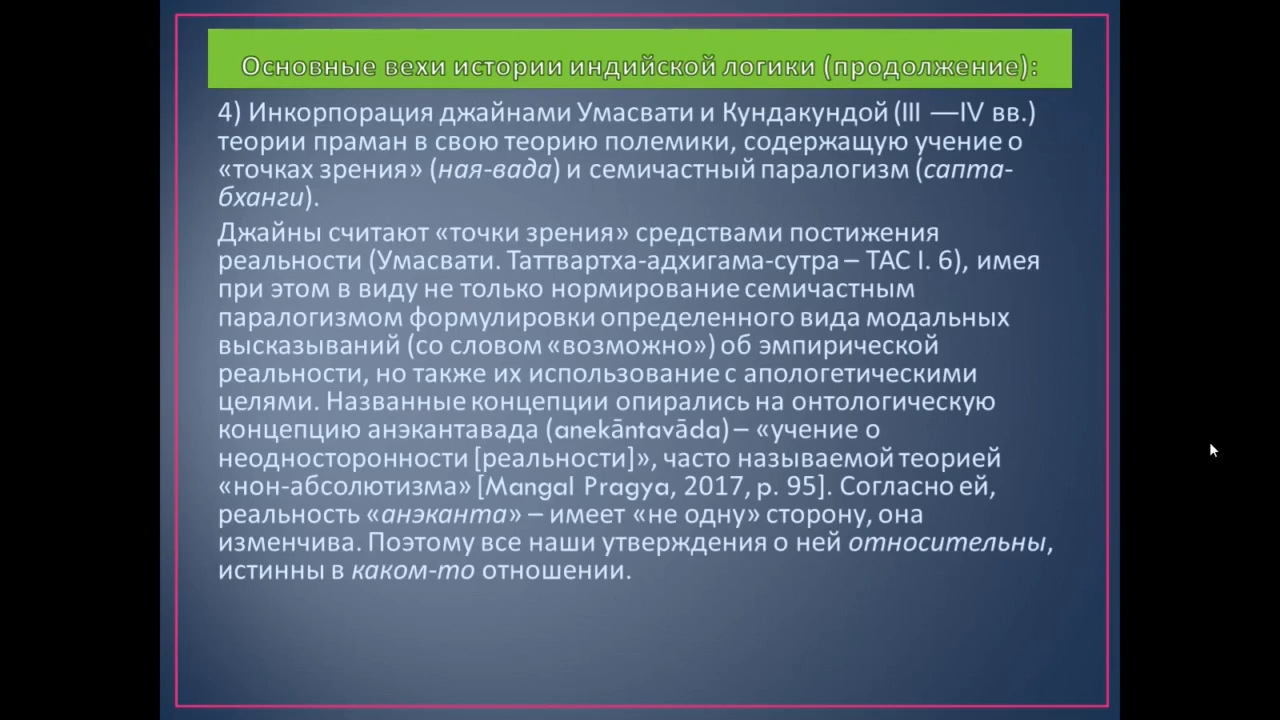 Основные вехи истории индийской логики (продолжение):
4) Инкорпорация джайнами Умасвати и Кундакундой (III —IV вв.)
теории праман в свою теорию полемики, содержащую учение о
«точках зрения» (ная-вада) и семичастный паралогизм (сапта-
бханги).
Джайны считают «точки зрения» средствами постижения
реальности (Умасвати. Таттвартха-адхигама-сутра – ТАС I. 6), имея
при этом в виду не только нормирование семичастным
паралогизмом формулировки определенного вида модальных
высказываний (со словом «возможно») об эмпирической
реальности, но также их использование с апологетическими
целями. Названные концепции опирались на онтологическую
концепцию анэкантавада (anekāntavāda) – «учение о
неодносторонности [реальности]», часто называемой теорией
«нон-абсолютизма» [Mangal Pragya, 2017, p. 95]. Согласно ей,
реальность «анэканта» – имеет «не одну» сторону, она
изменчива. Поэтому все наши утверждения о ней относительны,
истинны в каком-то отношении.